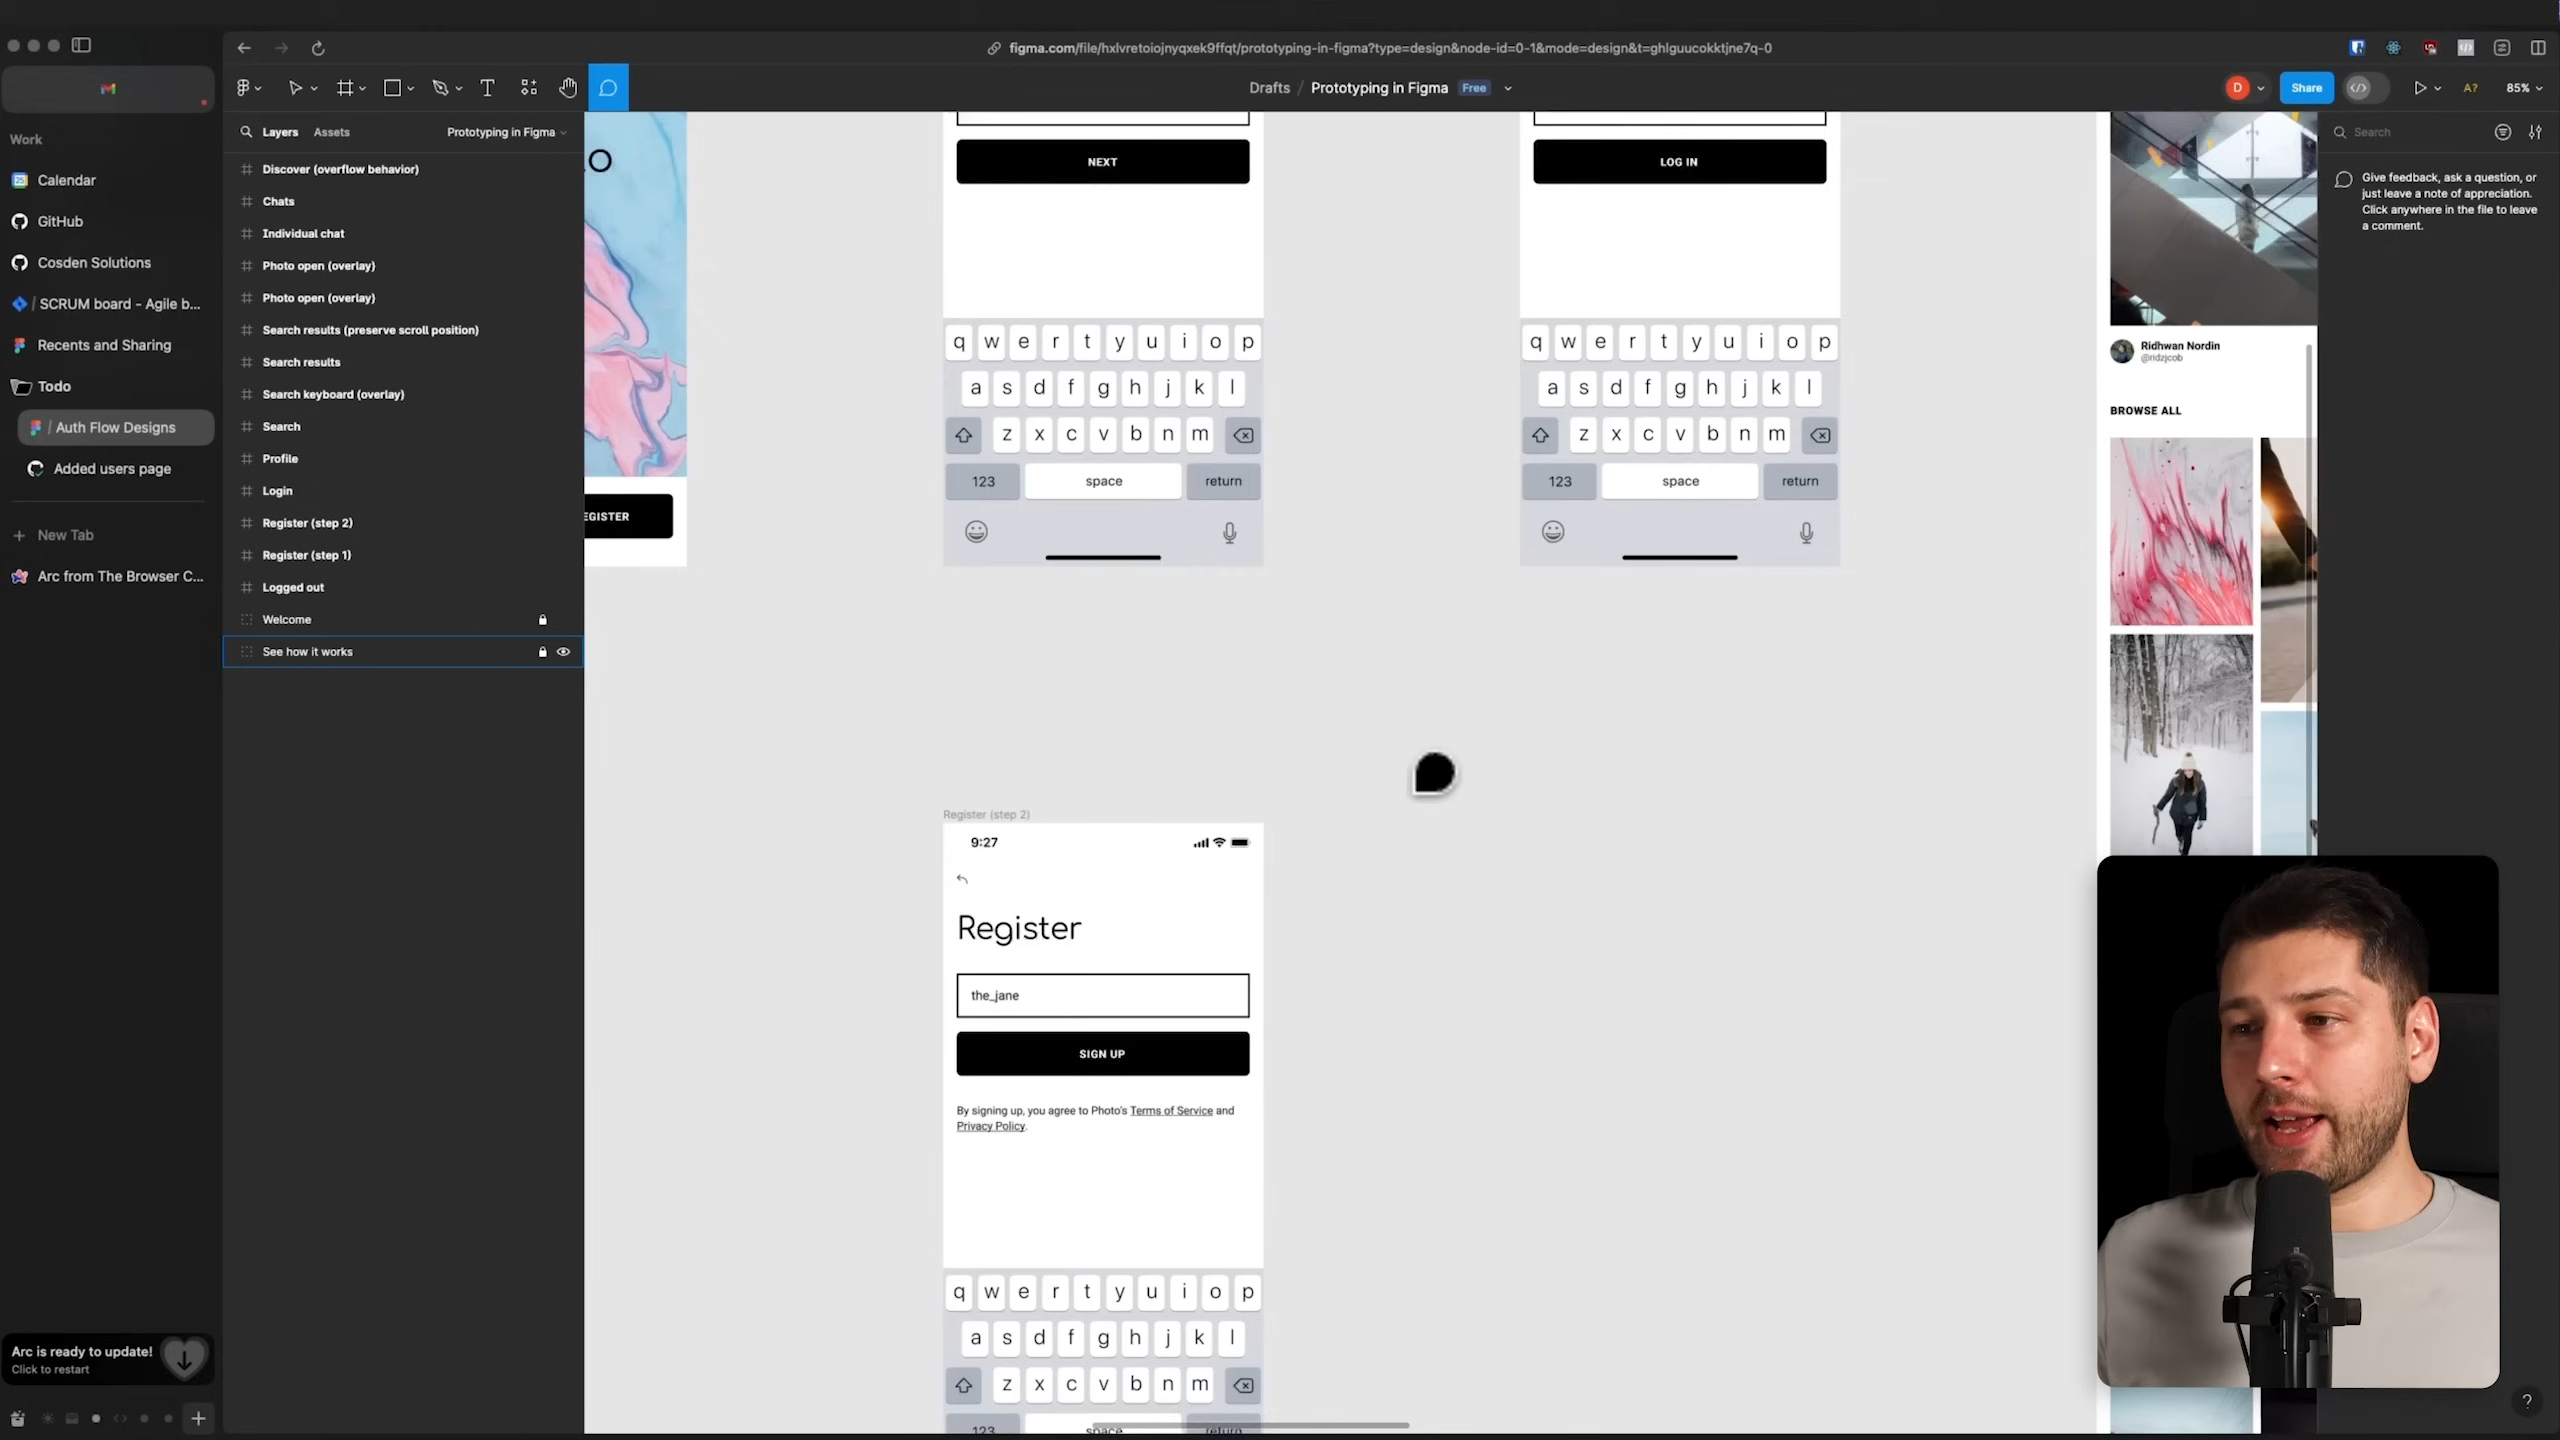 figma.com/file/hxlvretoiojnyqxek9ffqt/prototyping-in-figma?type=design&node-id=0-1&mode=design&t=ghlguucokktjne7q-0
Drafts / Prototyping in Figma Free
D
Share
A?
85%
Work
Calendar
GitHub
Cosden Solutions
/ SCRUM board - Agile b...
Recents and Sharing
Todo
/ Auth Flow Designs
Added users page
New Tab
Arc from The Browser C...
Arc is ready to update!
Click to restart
Layers Assets Prototyping in Figma
Discover (overflow behavior)
Chats
Individual chat
Photo open (overlay)
Photo open (overlay)
Search results (preserve scroll position)
Search results
Search keyboard (overlay)
Search
Profile
Login
Register (step 2)
Register (step 1)
Logged out
Welcome
See how it works
O
EGISTER
NEXT
q w e r t y u i o p
a s d f g h j k l
z x c v b n m
123 space return
LOG IN
q w e r t y u i o p
a s d f g h j k l
z x c v b n m
123 space return
Register (step 2)
9:27
Register
the_jane
SIGN UP
By signing up, you agree to Photo's Terms of Service and
Privacy Policy.
q w e r t y u i o p
a s d f g h j k l
z x c v b n m
123 space return
Ridhwan Nordin
@ridzjcob
BROWSE ALL
Search
Give feedback, ask a question, or
just leave a note of appreciation.
Click anywhere in the file to leave
a comment.
?